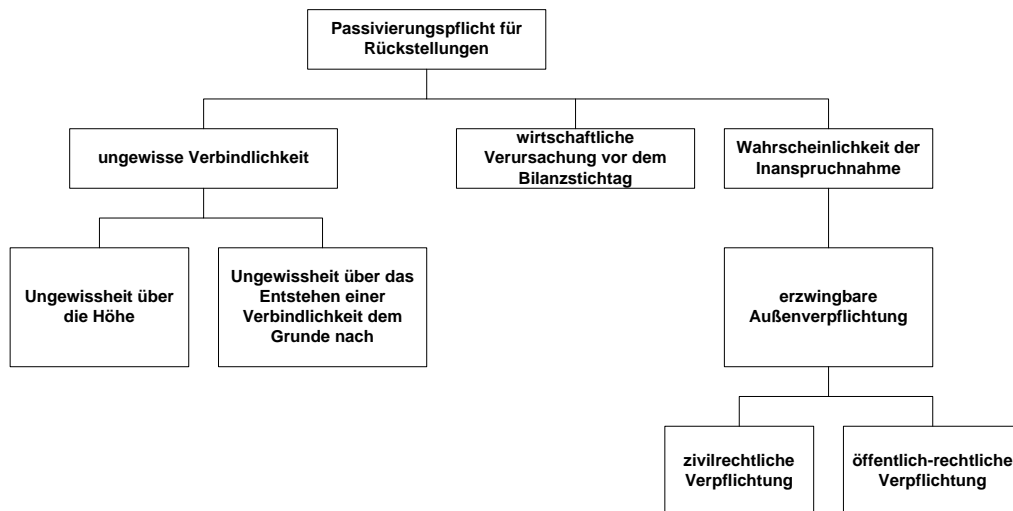 Passivierungspflicht für
Rückstellungen
ungewisse Verbindlichkeit
wirtschaftliche
Verursachung vor dem
Bilanzstichtag
Wahrscheinlichkeit der
Inanspruchnahme
Ungewissheit über
die Höhe
Ungewissheit über das
Entstehen einer
Verbindlichkeit dem
Grunde nach
erzwingbare
Außenverpflichtung
zivilrechtliche
Verpflichtung
öffentlich-rechtliche
Verpflichtung